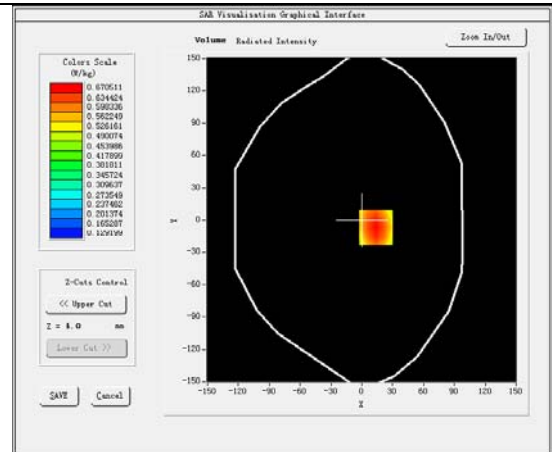 SAR Visualisation Graphical Interface
Volume Radiated Intensity
Zoom In/Out
Colors Scale
(W/kg)
0.670511
0.634424
0.598336
0.562249
0.526161
0.490074
0.453986
0.417899
0.381811
0.345724
0.309637
0.273549
0.237462
0.201374
0.165287
0.129199
Z-Cuts Control
<< Upper Cut
Z = 4.0 mm
Lower Cut >>
SAVE Cancel
150
120
90
60
30
0
-30
-60
-90
-120
-150
Y
-150 -120 -90 -60 -30 0 30 60 90 120 150
X